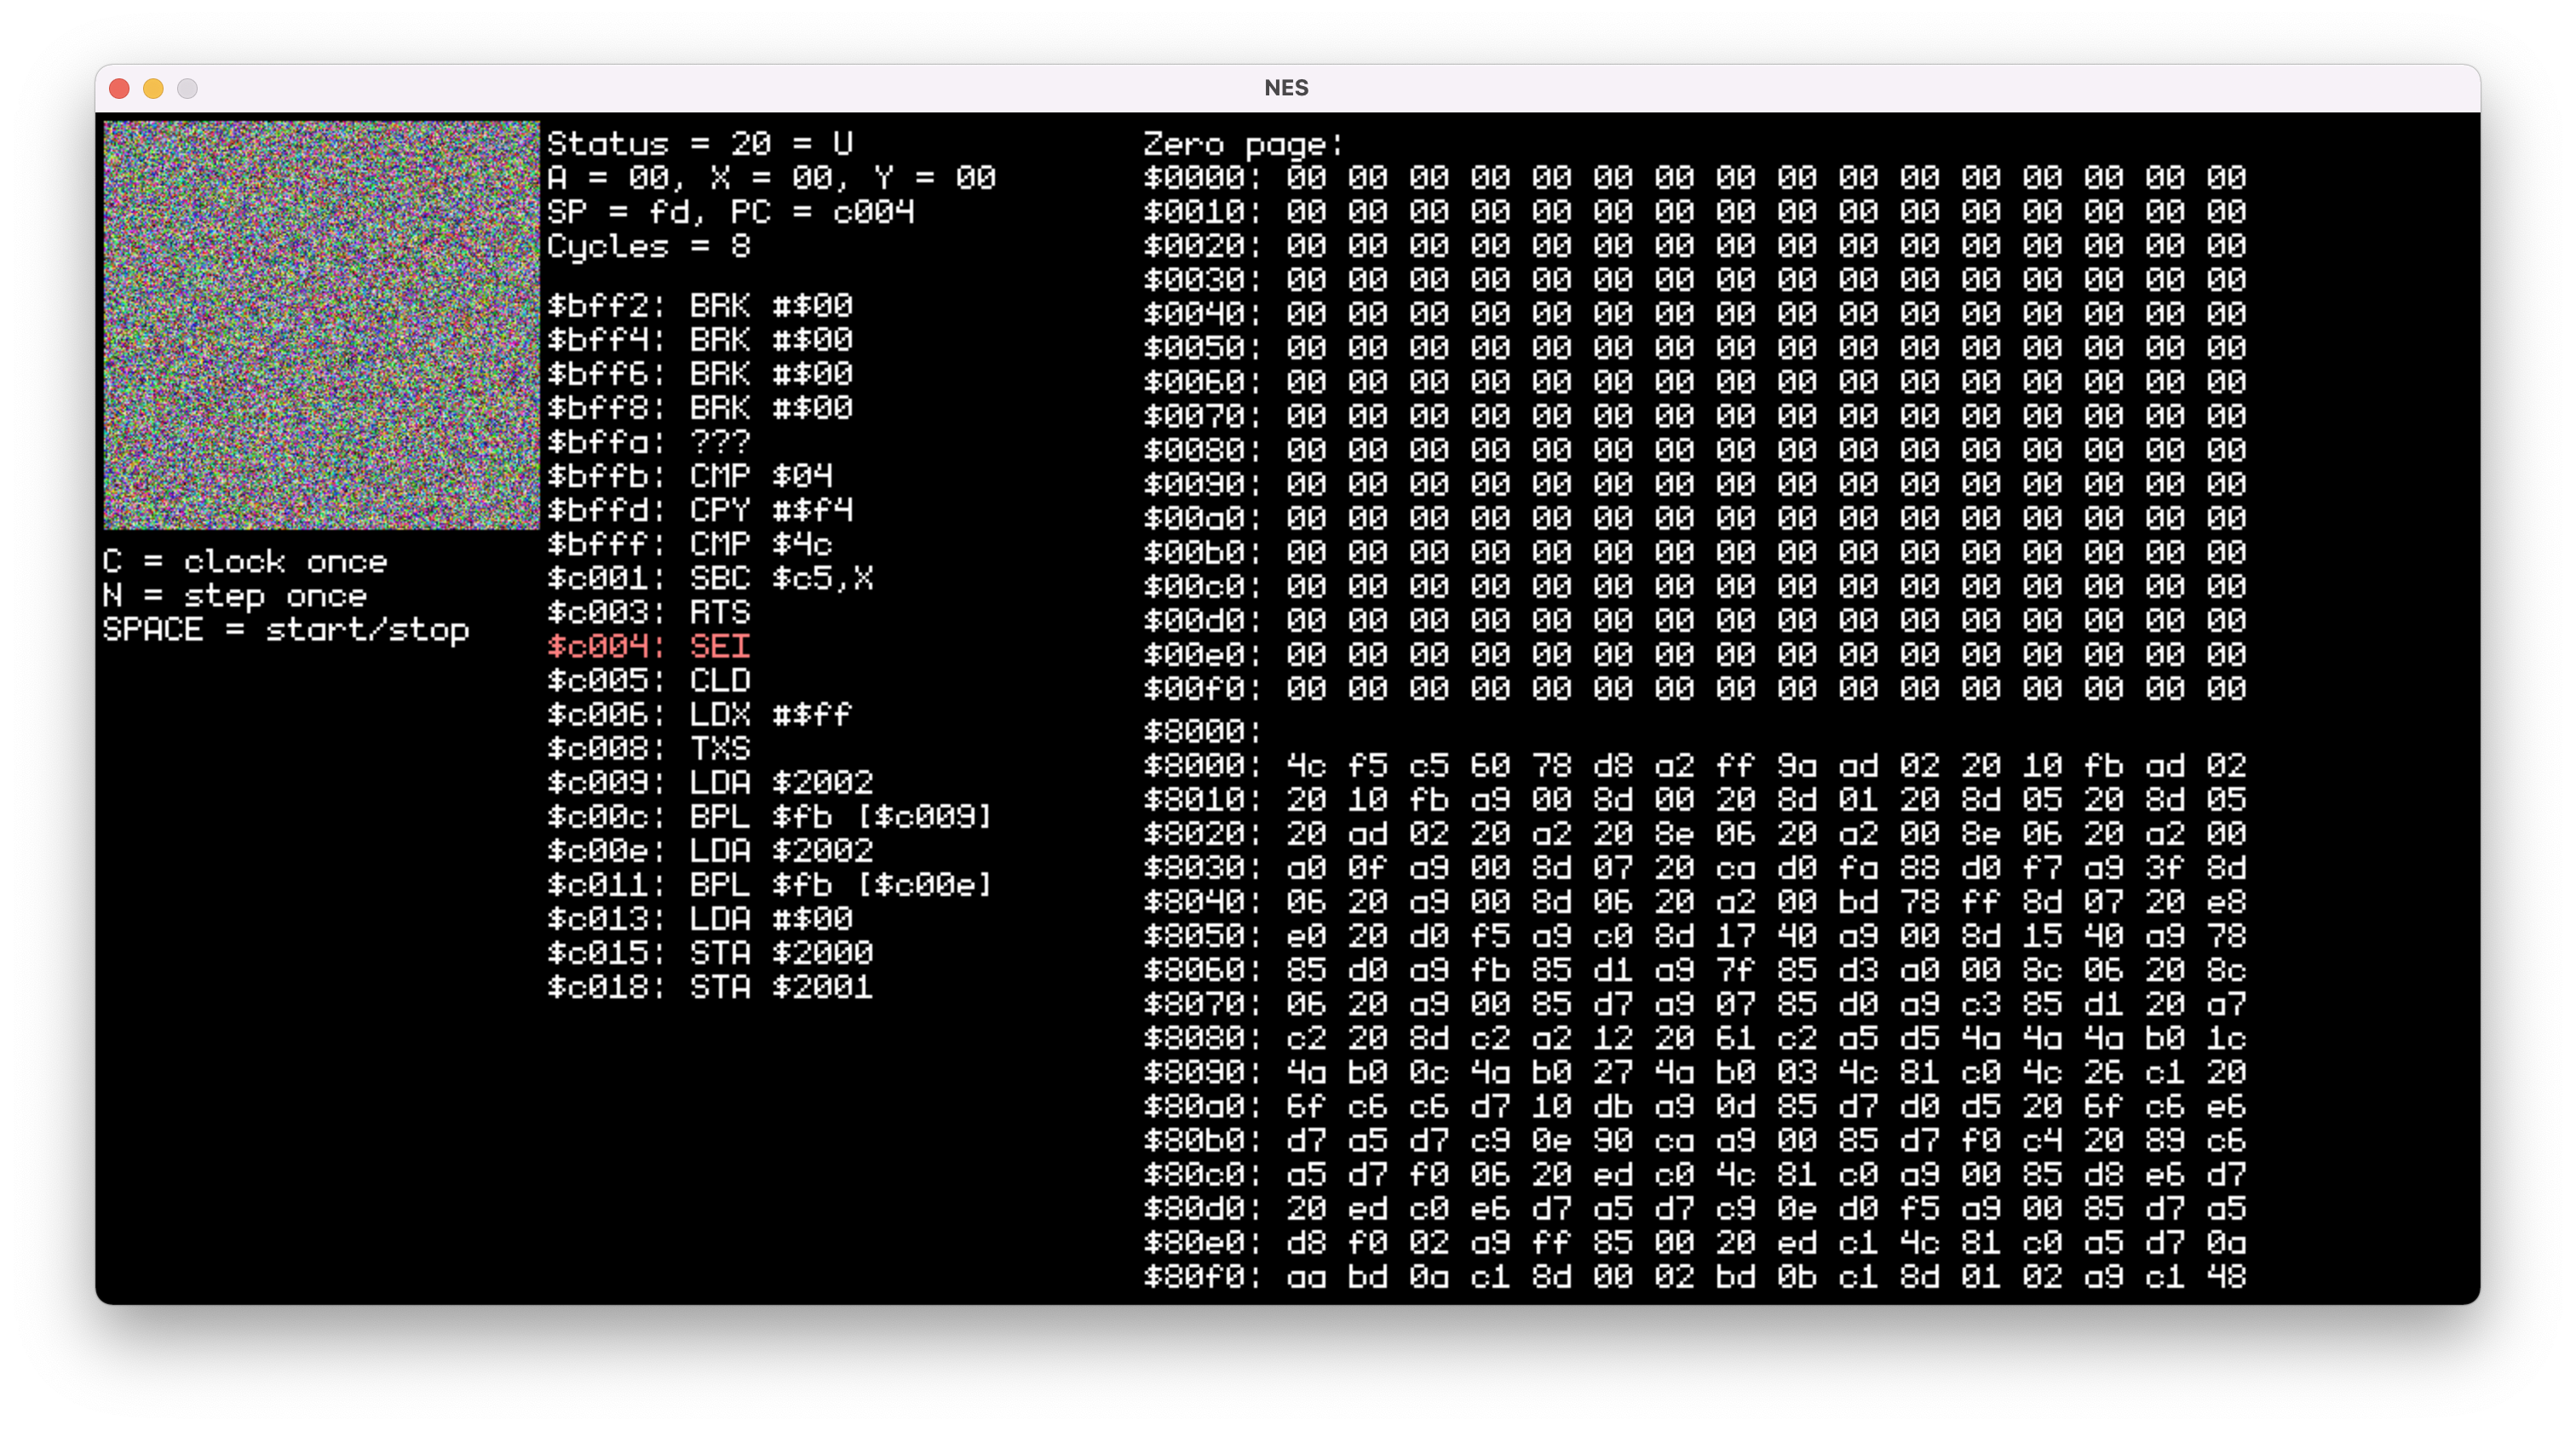 NES
Status = 20 = U
A = 00, X = 00, Y = 00
SP = fd, PC = c004
Cycles = 8
$bff2: BRK #$00
$bff4: BRK #$00
$bff6: BRK #$00
$bff8: BRK #$00
$bffa: ???
$bffb: CMP $04
$bffd: CPY #$f4
$bfff: CMP $4c
$c001: SBC $c5,X
$c003: RTS
$c004: SEI
$c005: CLD
$c006: LDX #$ff
$c008: TXS
$c009: LDA $2002
$c00c: BPL $fb [$c009]
$c00e: LDA $2002
$c011: BPL $fb [$c00e]
$c013: LDA #$00
$c015: STA $2000
$c018: STA $2001
C = clock once
N = step once
SPACE = start/stop
Zero page:
$0000: 00 00 00 00 00 00 00 00 00 00 00 00 00 00 00 00
$0010: 00 00 00 00 00 00 00 00 00 00 00 00 00 00 00 00
$0020: 00 00 00 00 00 00 00 00 00 00 00 00 00 00 00 00
$0030: 00 00 00 00 00 00 00 00 00 00 00 00 00 00 00 00
$0040: 00 00 00 00 00 00 00 00 00 00 00 00 00 00 00 00
$0050: 00 00 00 00 00 00 00 00 00 00 00 00 00 00 00 00
$0060: 00 00 00 00 00 00 00 00 00 00 00 00 00 00 00 00
$0070: 00 00 00 00 00 00 00 00 00 00 00 00 00 00 00 00
$0080: 00 00 00 00 00 00 00 00 00 00 00 00 00 00 00 00
$0090: 00 00 00 00 00 00 00 00 00 00 00 00 00 00 00 00
$00a0: 00 00 00 00 00 00 00 00 00 00 00 00 00 00 00 00
$00b0: 00 00 00 00 00 00 00 00 00 00 00 00 00 00 00 00
$00c0: 00 00 00 00 00 00 00 00 00 00 00 00 00 00 00 00
$00d0: 00 00 00 00 00 00 00 00 00 00 00 00 00 00 00 00
$00e0: 00 00 00 00 00 00 00 00 00 00 00 00 00 00 00 00
$00f0: 00 00 00 00 00 00 00 00 00 00 00 00 00 00 00 00
$8000:
$8000: 4c f5 c5 60 78 d8 a2 ff 9a ad 02 20 10 fb ad 02
$8010: 20 10 fb a9 00 8d 00 20 8d 01 20 8d 05 20 8d 05
$8020: 20 ad 02 20 a2 20 8e 06 20 a2 00 8e 06 20 a2 00
$8030: a0 0f a9 00 8d 07 20 ca d0 fa 88 d0 f7 a9 3f 8d
$8040: 06 20 a9 00 8d 06 20 a2 00 bd 78 ff 8d 07 20 e8
$8050: e0 20 d0 f5 a9 c0 8d 17 40 a9 00 8d 15 40 a9 78
$8060: 85 d0 a9 fb 85 d1 a9 7f 85 d3 a0 00 8c 06 20 8c
$8070: 06 20 a9 00 85 d7 a9 07 85 d0 a9 c3 85 d1 20 a7
$8080: c2 20 8d c2 a2 12 20 61 c2 a5 d5 4a 4a 4a b0 1c
$8090: 4a b0 0c 4a b0 27 4a b0 03 4c 81 c0 4c 26 c1 20
$80a0: 6f c6 c6 d7 10 db a9 0d 85 d7 d0 d5 20 6f c6 e6
$80b0: d7 a5 d7 c9 0e 90 ca a9 00 85 d7 f0 c4 20 89 c6
$80c0: a5 d7 f0 06 20 ed c0 4c 81 c0 a9 00 85 d8 e6 d7
$80d0: 20 ed c0 e6 d7 a5 d7 c9 0e d0 f5 a9 00 85 d7 a5
$80e0: d8 f0 02 a9 ff 85 00 20 ed c1 4c 81 c0 a5 d7 0a
$80f0: aa bd 0a c1 8d 00 02 bd 0b c1 8d 01 02 a9 c1 48